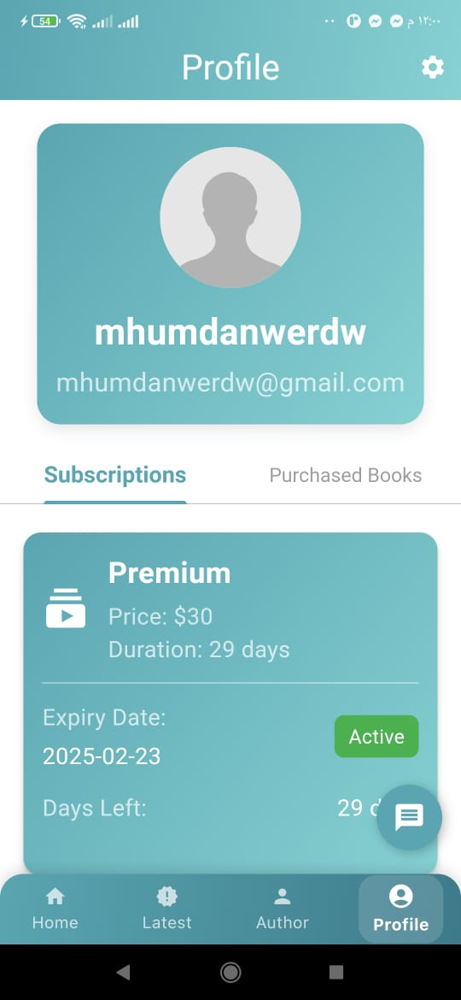 54
١٢:٠٠ م
Profile
mhumdanwerdw
mhumdanwerdw@gmail.com
Subscriptions
Purchased Books
Premium
Price: $30
Duration: 29 days
Expiry Date:
2025-02-23
Active
Days Left:
29 d
Home
Latest
Author
Profile